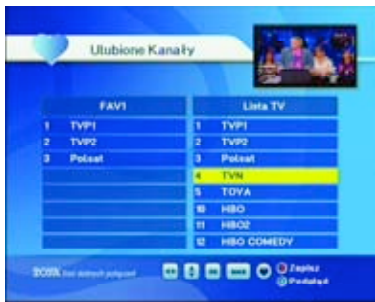 Ulubione Kanały
FAV1
1 TVP1
2 TVP2
3 Polsat
Lista TV
1 TVP1
2 TVP2
3 Polsat
4 TVN
5 TOYA
10 HBO
11 HBO2
12 HBO COMEDY
TOYA
OK
Zapisz
Podgląd